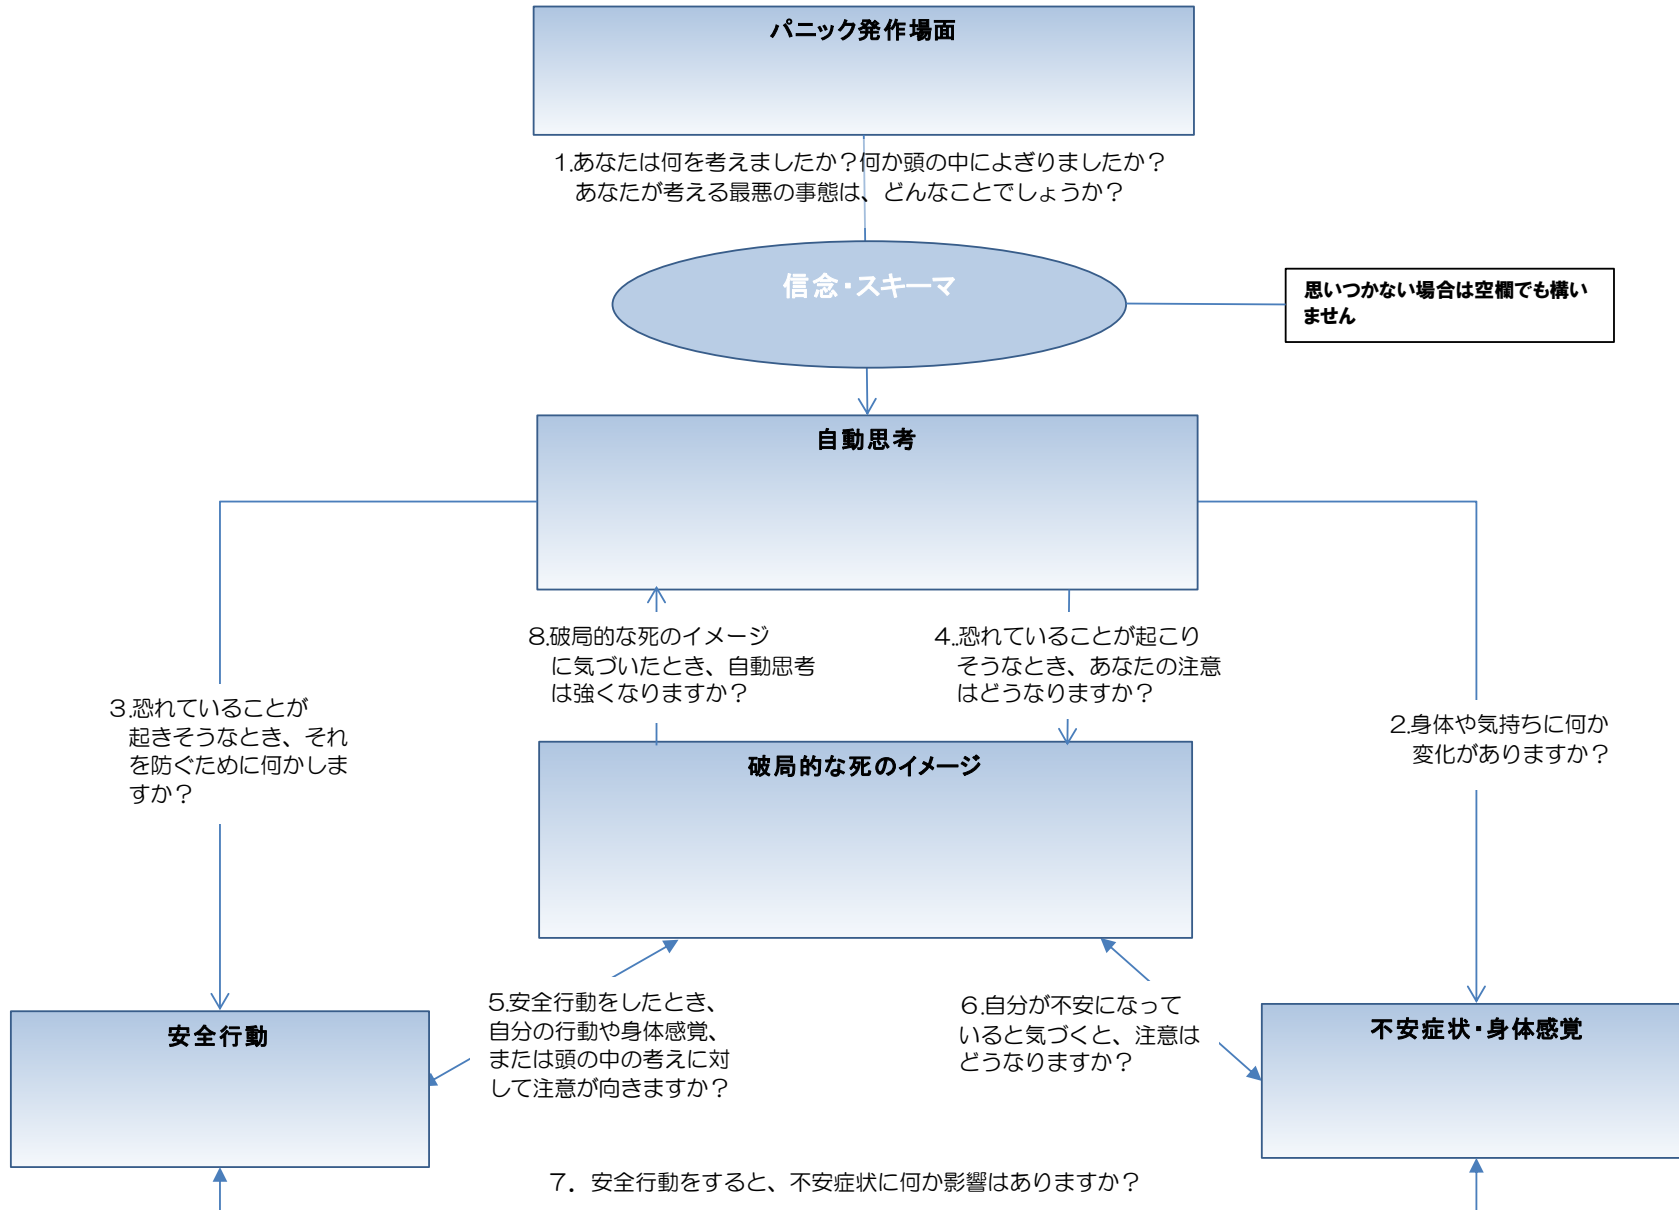 パニック発作場面
1.あなたは何を考えましたか？何か頭の中によぎりましたか？
あなたが考える最悪の事態は、どんなことでしょうか？
信念・スキーマ
思いつかない場合は空欄でも構い
ません
自動思考
8.破局的な死のイメージ
に気づいたとき、自動思考
は強くなりますか？
4..恐れていることが起こり
そうなとき、あなたの注意
はどうなりますか？
3.恐れていることが
起きそうなとき、それ
を防ぐために何かしま
すか？
2.身体や気持ちに何か
変化がありますか？
破局的な死のイメージ
5.安全行動をしたとき、
自分の行動や身体感覚、
または頭の中の考えに対
して注意が向きますか？
6.自分が不安になって
いると気づくと、注意は
どうなりますか？
安全行動
不安症状・身体感覚
7．安全行動をすると、不安症状に何か影響はありますか？